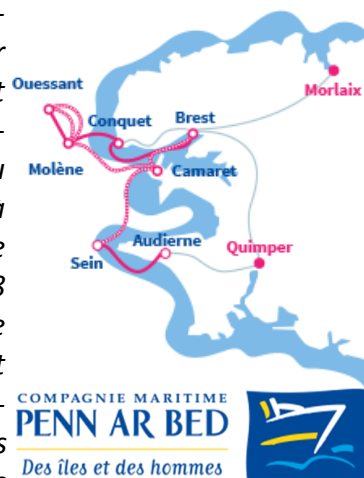 Morlaix
Ouessant
Conquet
Brest
Molène
Camaret
Audierne
Quimper
Sein
COMPAGNIE MARITIME
PENN AR BED
Des îles et des hommes